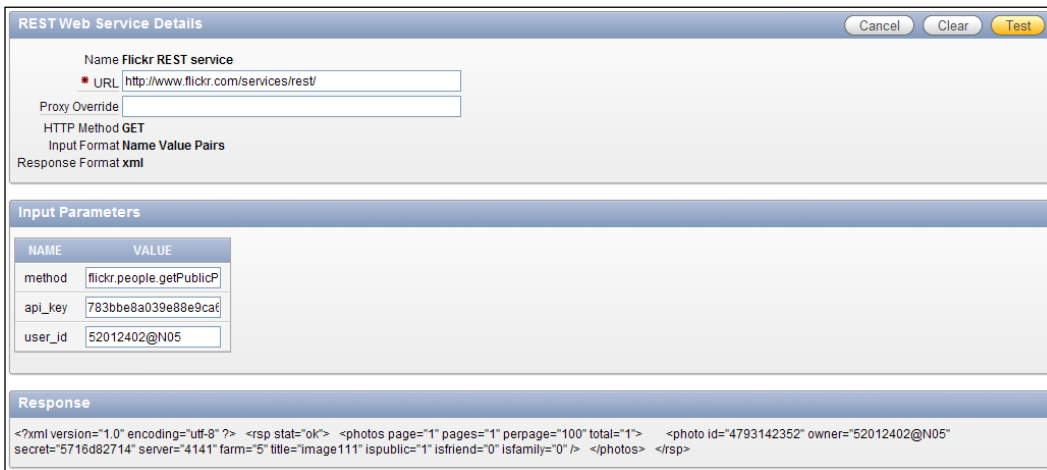 REST Web Service Details
Cancel
Clear
Test
Name Flickr REST service
* URL http://www.flickr.com/services/rest/
Proxy Override
HTTP Method GET
Input Format Name Value Pairs
Response Format xml
Input Parameters
NAME VALUE
method flickr.people.getPublicP
api_key 783bbe8a039e88e9ca6
user_id 52012402@N05
Response
<?xml version="1.0" encoding="utf-8" ?> <rsp stat="ok"> <photos page="1" pages="1" perpage="100" total="1"> <photo id="4793142352" owner="52012402@N05"
secret="5716d82714" server="4141" farm="5" title="image111" ispublic="1" isfriend="0" isfamily="0" /> </photos> </rsp>